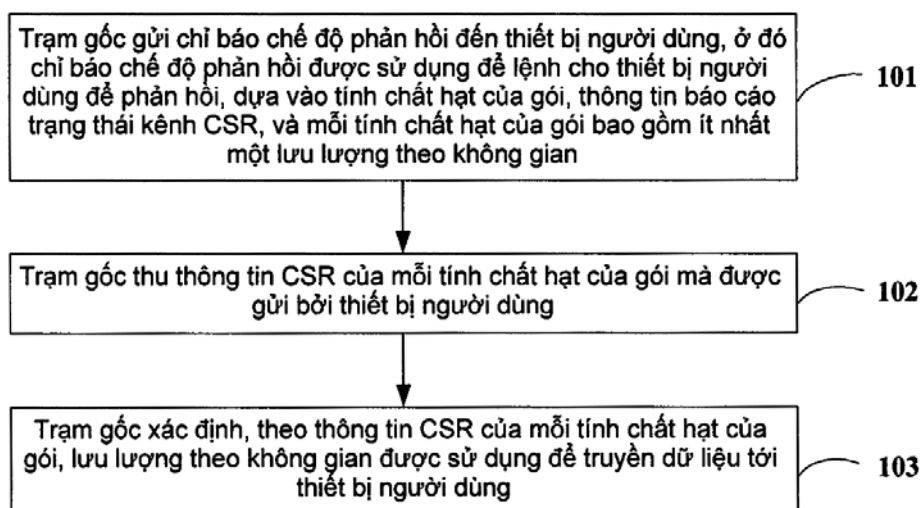 Trạm gốc gửi chỉ báo chế độ phản hồi đến thiết bị người dùng, ở đó
chỉ báo chế độ phản hồi được sử dụng để lệnh cho thiết bị người
dùng để phản hồi, dựa vào tính chất hạt của gói, thông tin báo cáo
trạng thái kênh CSR, và mỗi tính chất hạt của gói bao gồm ít nhất
một lưu lượng theo không gian
101
Trạm gốc thu thông tin CSR của mỗi tính chất hạt của gói mà được
gửi bởi thiết bị người dùng
102
Trạm gốc xác định, theo thông tin CSR của mỗi tính chất hạt của
gói, lưu lượng theo không gian được sử dụng để truyền dữ liệu tới
thiết bị người dùng
103